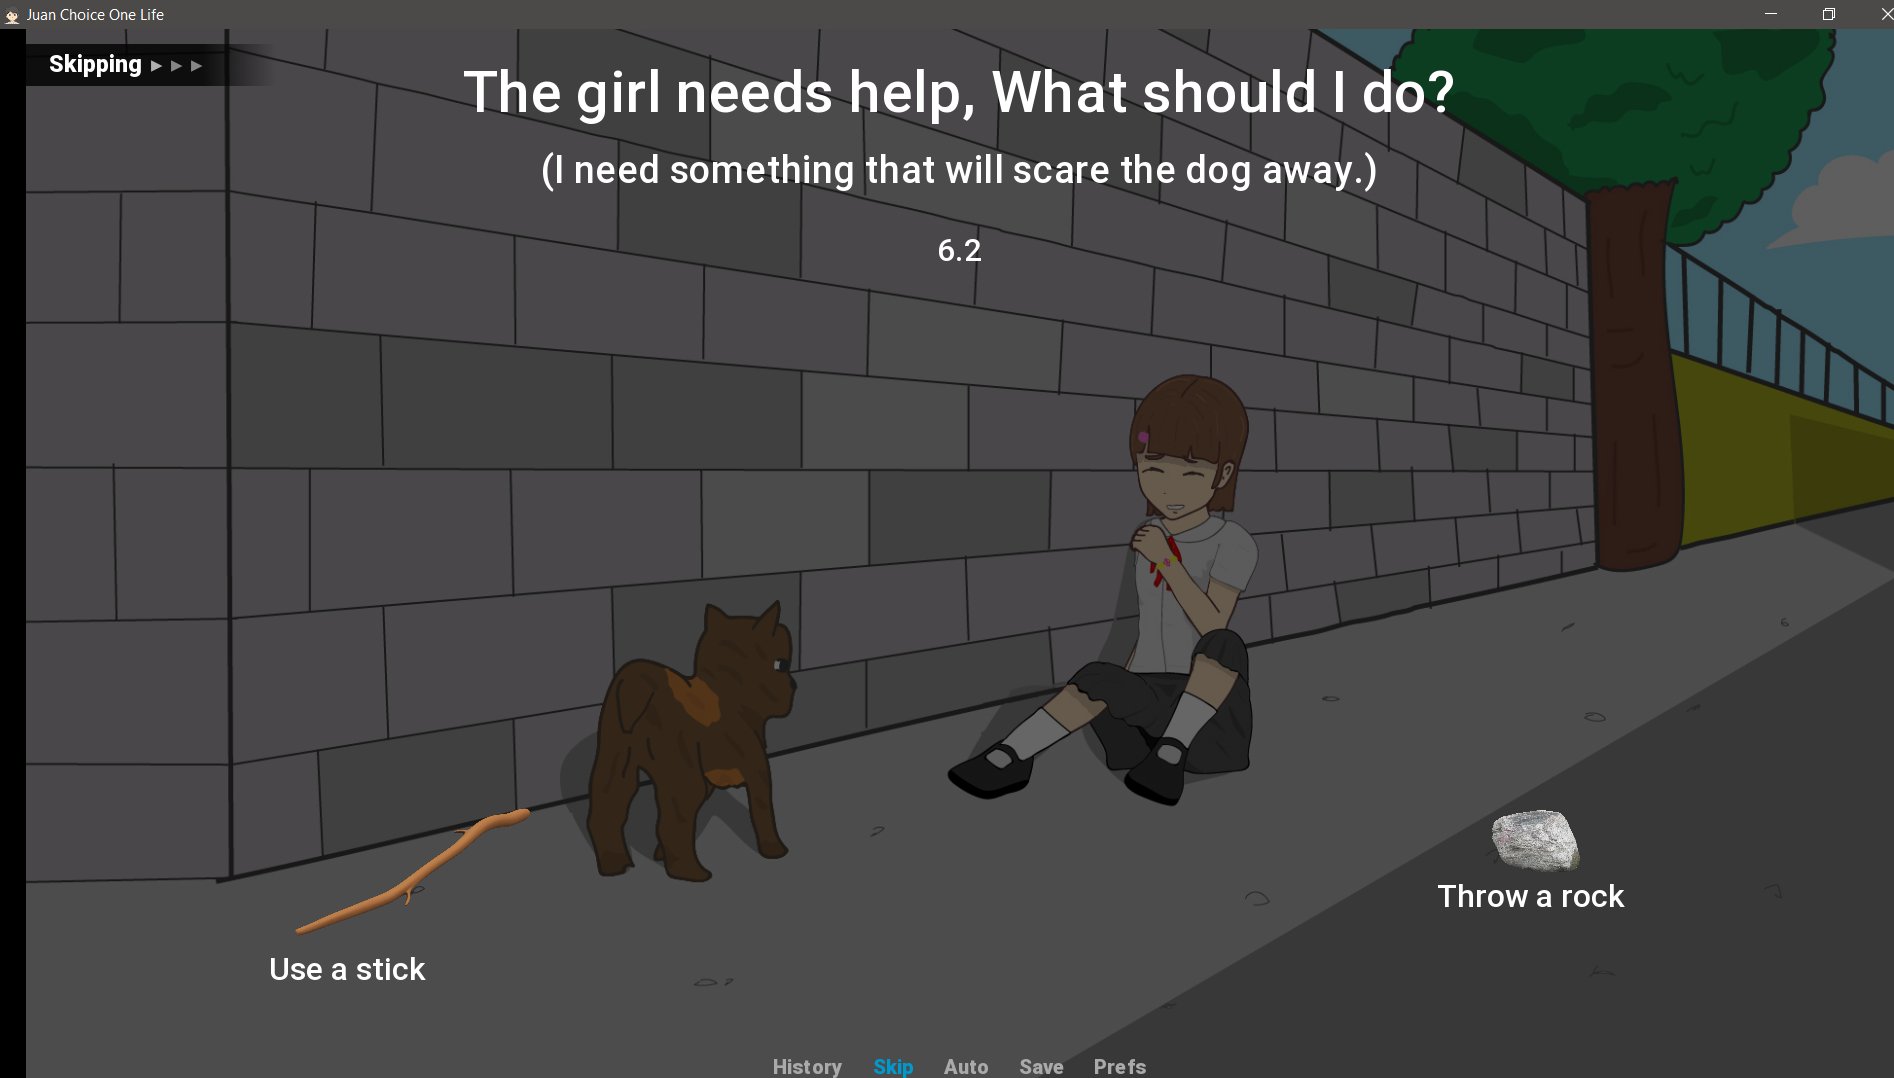 Juan Choice One Life
Skipping ▸ ▸ ▸
The girl needs help, What should I do?
(I need something that will scare the dog away.)
6.2
Throw a rock
Use a stick
History Skip Auto Save Prefs